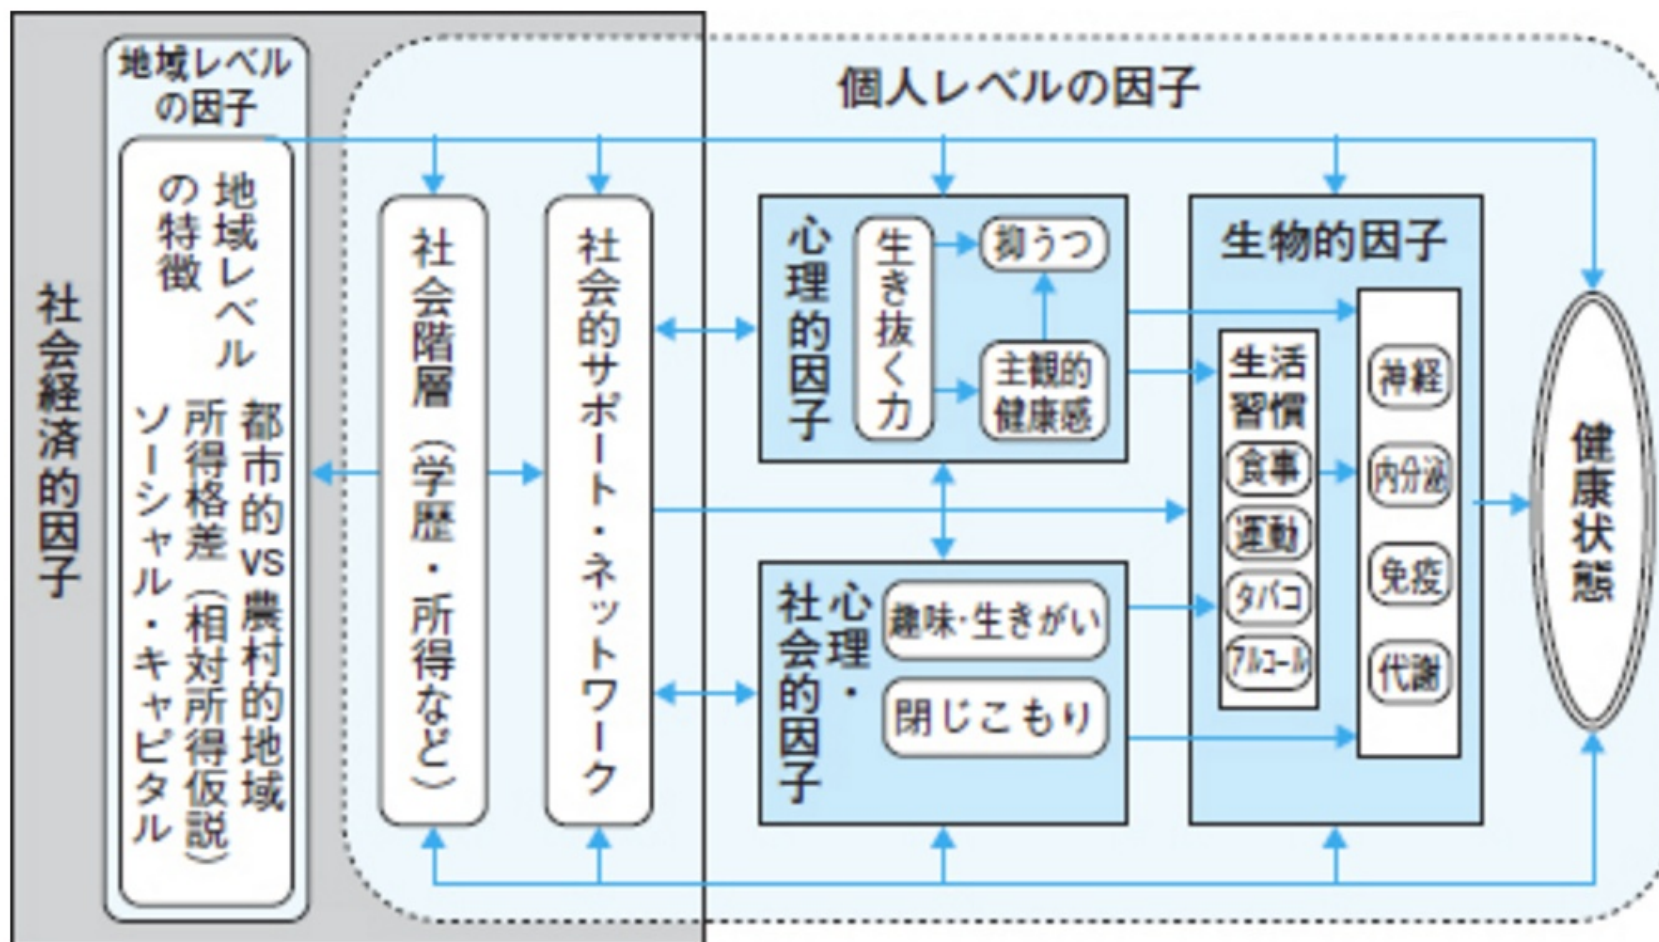 社会経済的因子
地域レベル
の因子
地域レベル
の特徴
都市的vs農村的地域
所得格差（相対所得仮説）
ソーシャル・キャピタル
個人レベルの因子
社会階層（学歴・所得など）
社会的サポート・ネットワーク
心理的因子
生き抜く力
抑うつ
主観的
健康感
心理・
社会的因子
趣味・生きがい
閉じこもり
生物的因子
生活
習慣
食事
運動
タバコ
アルコール
神経
内分泌
免疫
代謝
健康状態